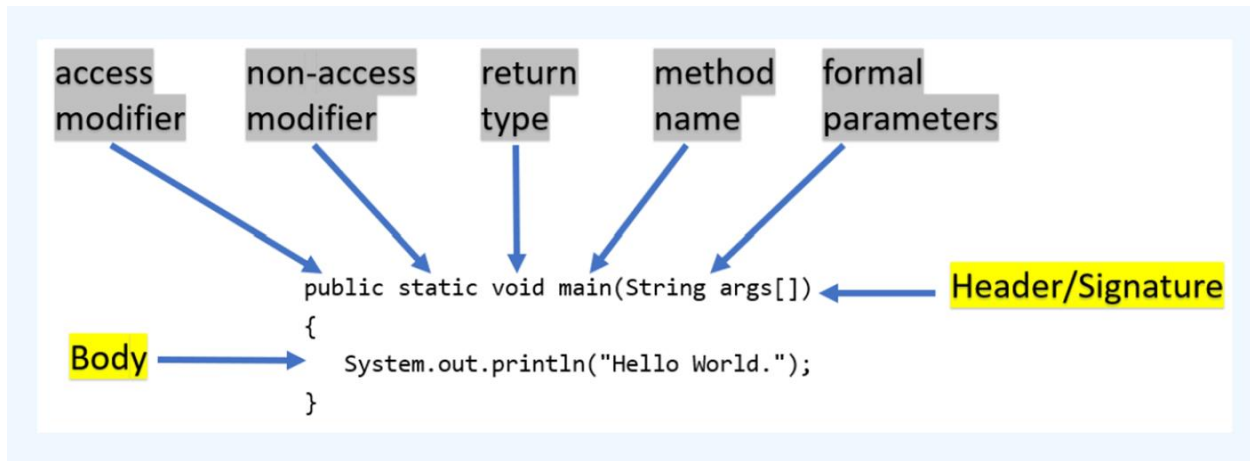 access non-access return method formal
modifier modifier type name parameters
public static void main(String args[]) Header/Signature
{
Body System.out.println("Hello World.");
}